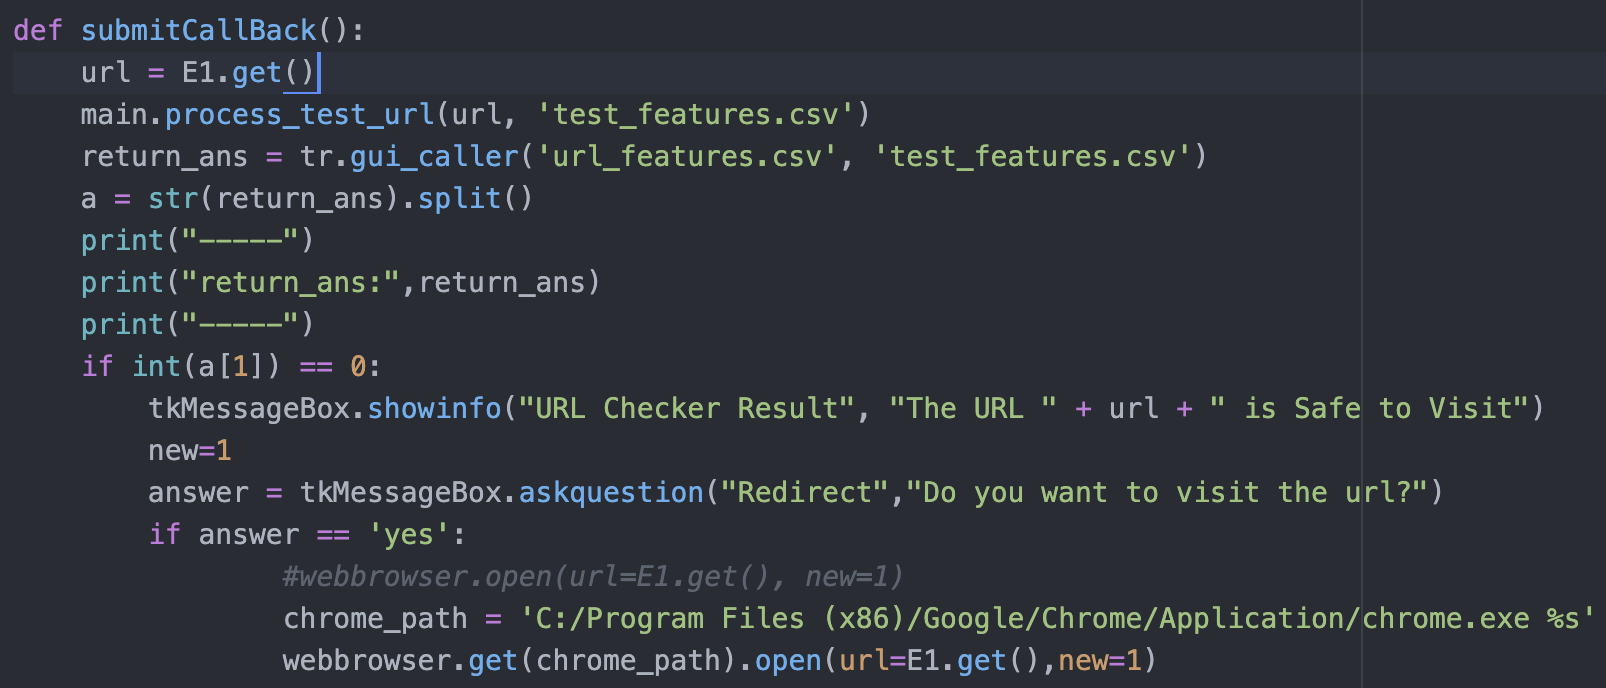 def submitCallBack():
    url = E1.get()
    main.process_test_url(url, 'test_features.csv')
    return_ans = tr.gui_caller('url_features.csv', 'test_features.csv')
    a = str(return_ans).split()
    print("-----")
    print("return_ans:",return_ans)
    print("-----")
    if int(a[1]) == 0:
        tkMessageBox.showinfo("URL Checker Result", "The URL " + url + " is Safe to Visit")
        new=1
        answer = tkMessageBox.askquestion("Redirect","Do you want to visit the url?")
        if answer == 'yes':
                #webbrowser.open(url=E1.get(), new=1)
                chrome_path = 'C:/Program Files (x86)/Google/Chrome/Application/chrome.exe %s'
                webbrowser.get(chrome_path).open(url=E1.get(),new=1)